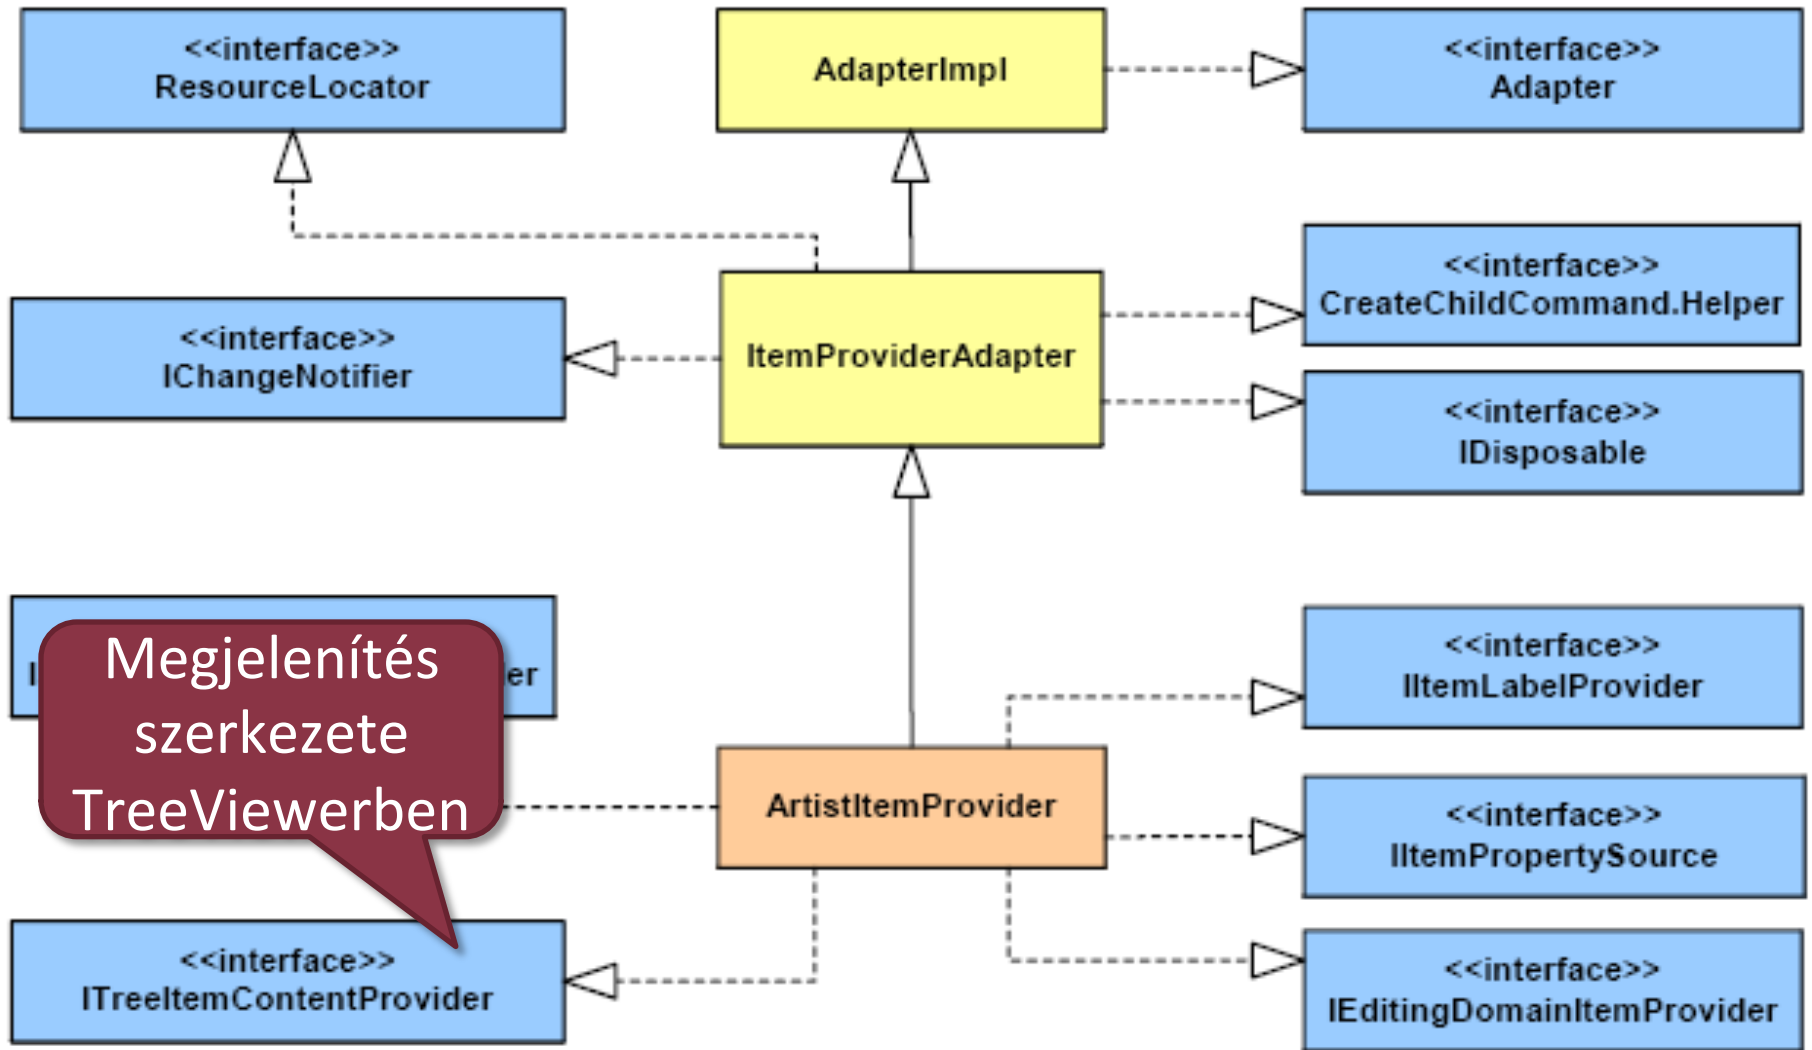 <<interface>>
ResourceLocator
AdapterImpl
<<interface>>
Adapter
<<interface>>
IChangeNotifier
ItemProviderAdapter
<<interface>>
CreateChildCommand.Helper
<<interface>>
IDisposable
Megjelenítés
szerkezete
TreeViewerben
<<interface>>
IItemLabelProvider
ArtistItemProvider
<<interface>>
IItemPropertySource
<<interface>>
ITreeItemContentProvider
<<interface>>
IEditingDomainItemProvider